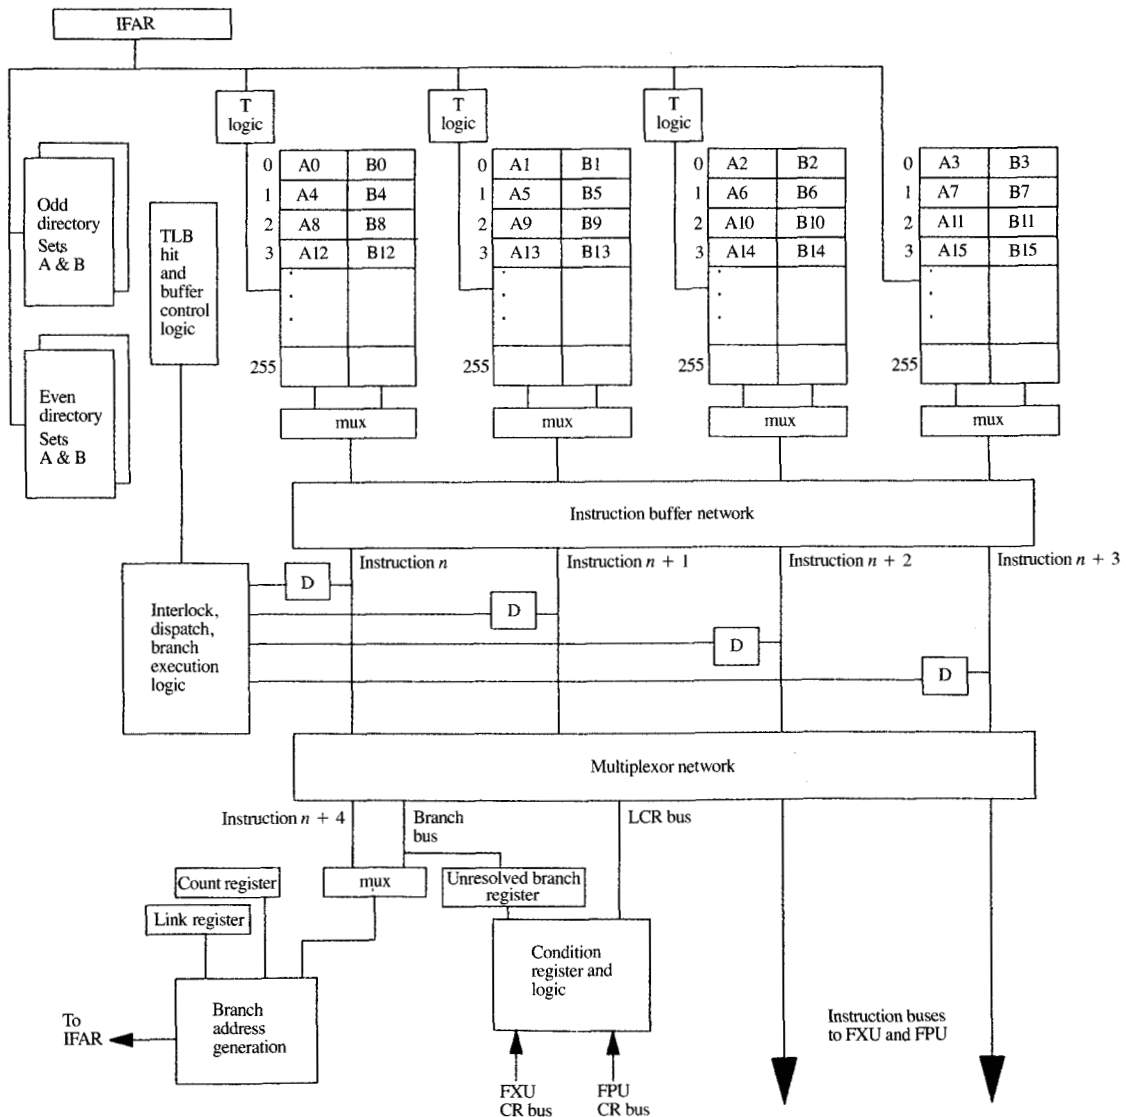 IFAR
T
logic
T
logic
T
logic
0 A0 B0
1 A4 B4
2 A8 B8
3 A12 B12
255
0 A1 B1
1 A5 B5
2 A9 B9
3 A13 B13
255
0 A2 B2
1 A6 B6
2 A10 B10
3 A14 B14
255
0 A3 B3
1 A7 B7
2 A11 B11
3 A15 B15
255
Odd
directory
Sets
A & B
TLB
hit
and
buffer
control
logic
Even
directory
Sets
A & B
mux
mux
mux
mux
Instruction buffer network
Instruction n
Instruction n + 1
Instruction n + 2
Instruction n + 3
D
D
D
D
Interlock,
dispatch,
branch
execution
logic
Multiplexor network
Instruction n + 4
Branch
bus
LCR bus
Count register
mux
Unresolved branch
register
Link register
Condition
register and
logic
Branch
address
generation
To
IFAR
Instruction buses
to FXU and FPU
FXU
CR bus
FPU
CR bus